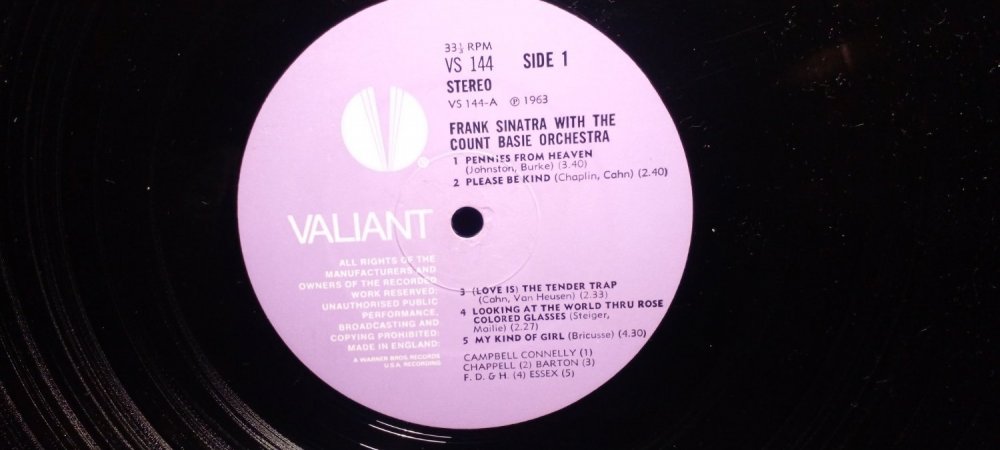 33⅓ RPM
VS 144 SIDE 1
STEREO
VS 144-A ℗ 1963
FRANK SINATRA WITH THE
COUNT BASIE ORCHESTRA
1 PENNIES FROM HEAVEN
(Johnston, Burke) (3.40)
2 PLEASE BE KIND (Chaplin, Cahn) (2.40)
®
VALIANT
ALL RIGHTS OF THE
MANUFACTURERS AND
OWNERS OF THE RECORDED
WORK RESERVED:
UNAUTHORISED PUBLIC
PERFORMANCE,
BROADCASTING AND
COPYING PROHIBITED:
MADE IN ENGLAND:
A WARNER BROS RECORDS
U.S.A. RECORDING
3 (LOVE IS) THE TENDER TRAP
(Cahn, Van Heusen) (2.33)
4 LOOKING AT THE WORLD THRU ROSE
COLORED GLASSES (Steiger,
Mailie) (2.27)
5 MY KIND OF GIRL (Bricusse) (4.30)
CAMPBELL CONNELLY (1)
CHAPPELL (2) BARTON (3)
F. D. & H. (4) ESSEX (5)